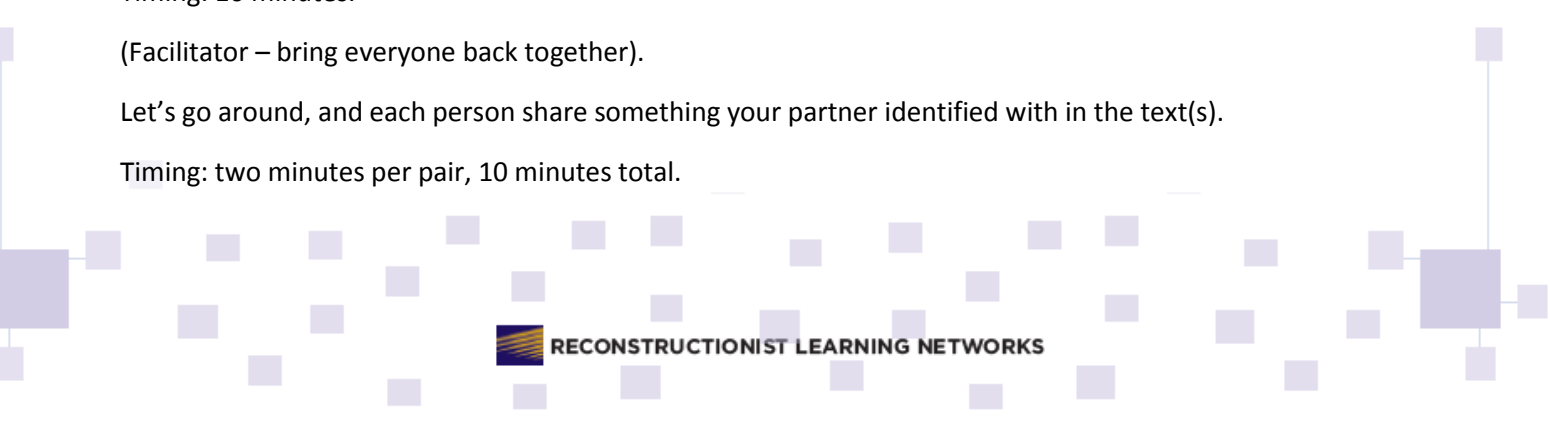 (Facilitator – bring everyone back together).
Let's go around, and each person share something your partner identified with in the text(s).
Timing: two minutes per pair, 10 minutes total.
RECONSTRUCTIONIST LEARNING NETWORKS